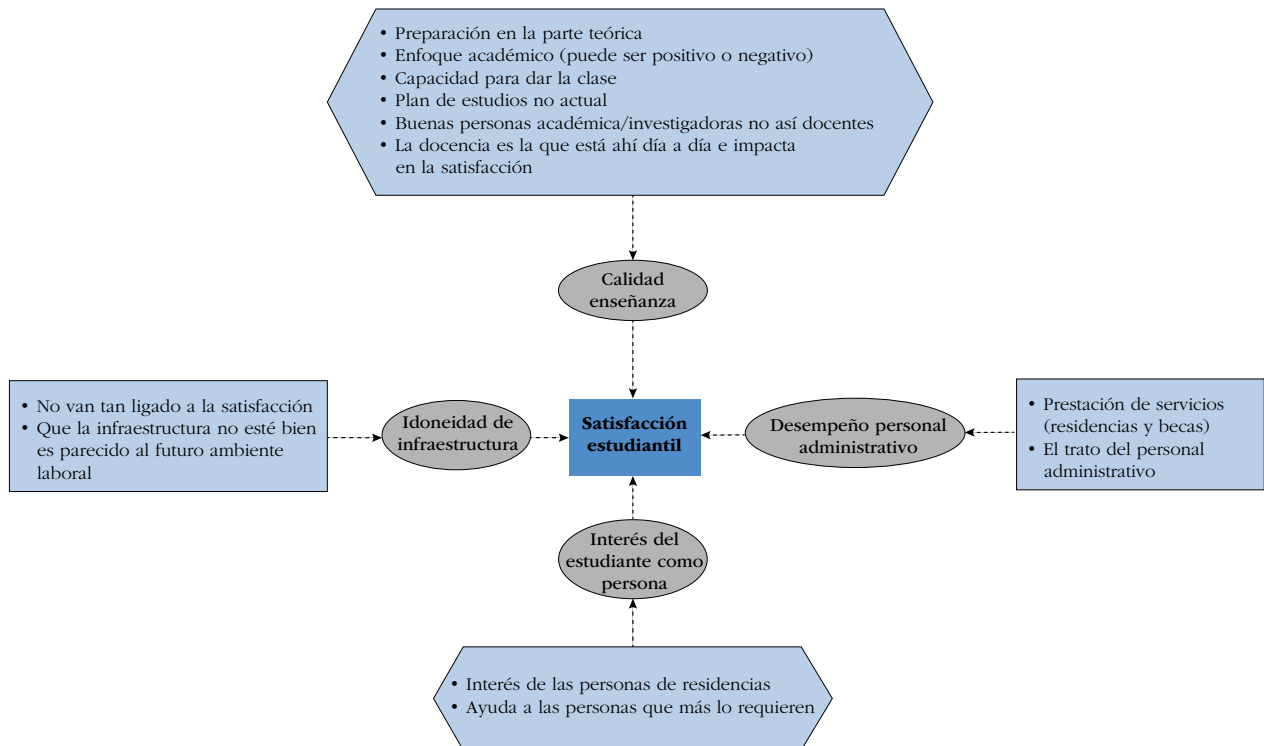 • Preparación en la parte teórica
• Enfoque académico (puede ser positivo o negativo)
• Capacidad para dar la clase
• Plan de estudios no actual
• Buenas personas académica/investigadoras no así docentes
• La docencia es la que está ahí día a día e impacta
en la satisfacción
Calidad
enseñanza
• No van tan ligado a la satisfacción
• Que la infraestructura no esté bien
es parecido al futuro ambiente
laboral
Idoneidad de
infraestructura
Satisfacción
estudiantil
Desempeño personal
administrativo
• Prestación de servicios
(residencias y becas)
• El trato del personal
administrativo
Interés del
estudiante como
persona
• Interés de las personas de residencias
• Ayuda a las personas que más lo requieren